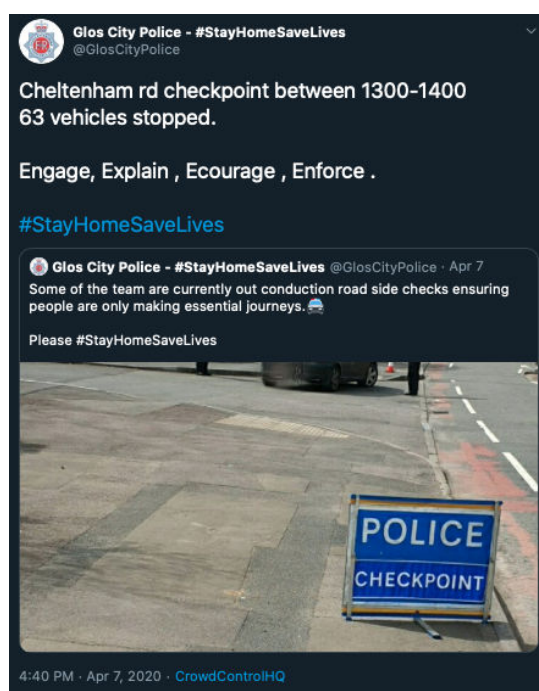 Glos City Police - #StayHomeSaveLives
@GlosCityPolice
Cheltenham rd checkpoint between 1300-1400
63 vehicles stopped.
Engage, Explain , Ecourage , Enforce .
#StayHomeSaveLives
Glos City Police - #StayHomeSaveLives @GlosCityPolice · Apr 7
Some of the team are currently out conduction road side checks ensuring
people are only making essential journeys.🚔
Please #StayHomeSaveLives
POLICE
CHECKPOINT
4:40 PM · Apr 7, 2020 · CrowdControlHQ